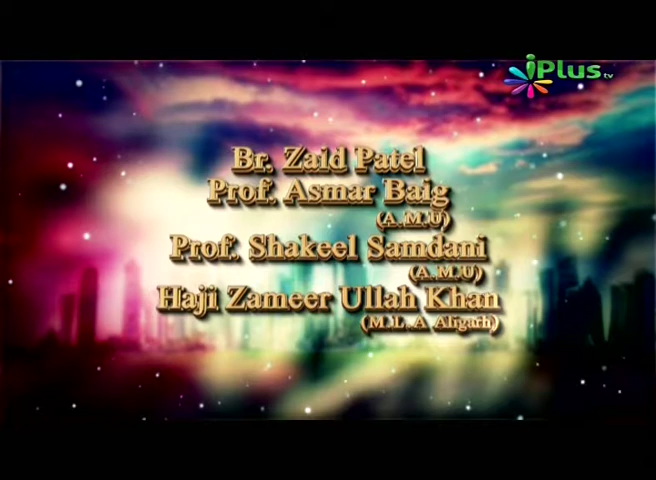 iPlus tv
Br. Zaid Patel
Prof. Asmar Baig
(A.M.U)
Prof. Shakeel Samdani
(A.M.U)
Haji Zameer Ullah Khan
(M.L.A Aligarh)